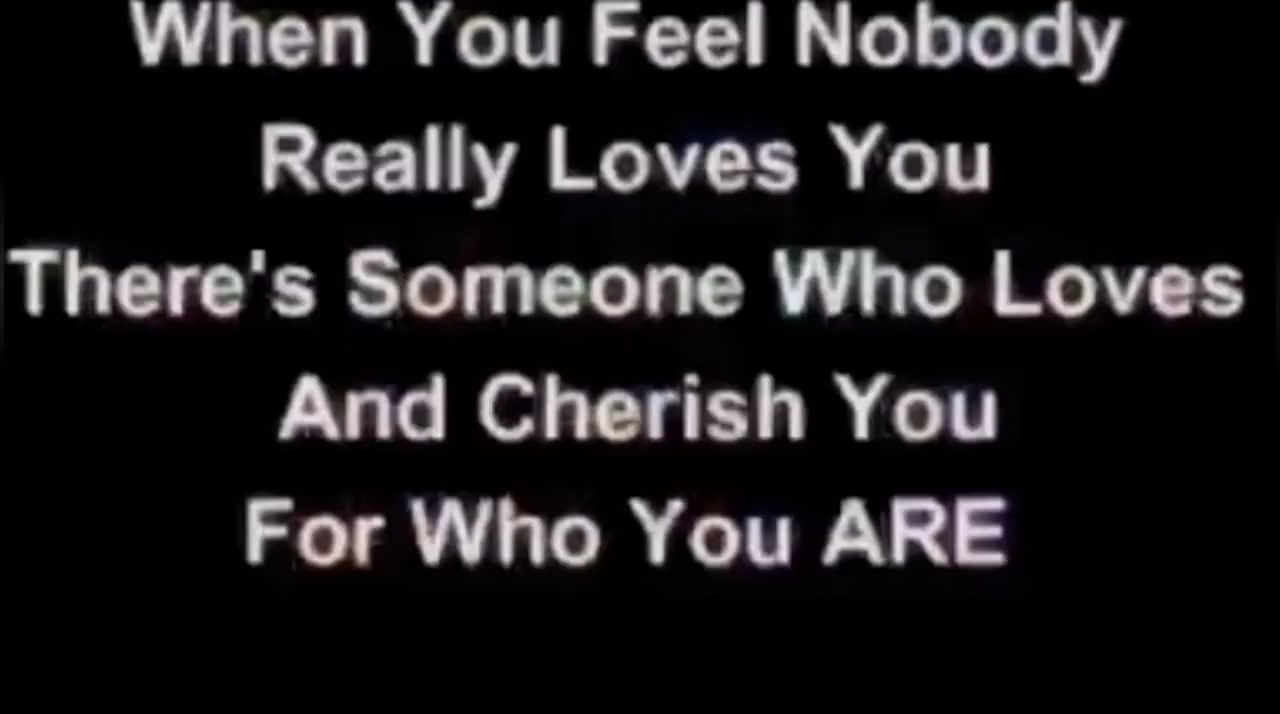 When You Feel Nobody
Really Loves You
There's Someone Who Loves
And Cherish You
For Who You ARE